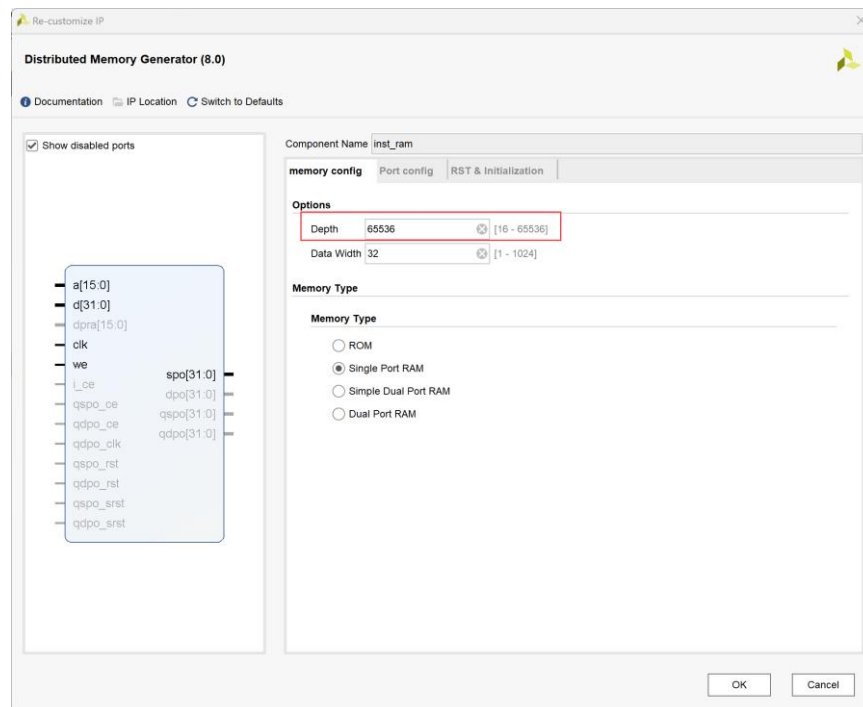 Re-customize IP
Distributed Memory Generator (8.0)
Documentation IP Location Switch to Defaults
Show disabled ports
a[15:0]
d[31:0]
dpra[15:0]
clk
we
i_ce
qspo_ce
qdpo_ce
qdpo_clk
qspo_rst
qdpo_rst
qspo_srst
qdpo_srst
spo[31:0]
dpo[31:0]
qspo[31:0]
qdpo[31:0]
Component Name inst_ram
memory config Port config RST & Initialization
Options
Depth 65536 [16 - 65536]
Data Width 32 [1 - 1024]
Memory Type
Memory Type
ROM
Single Port RAM
Simple Dual Port RAM
Dual Port RAM
OK Cancel